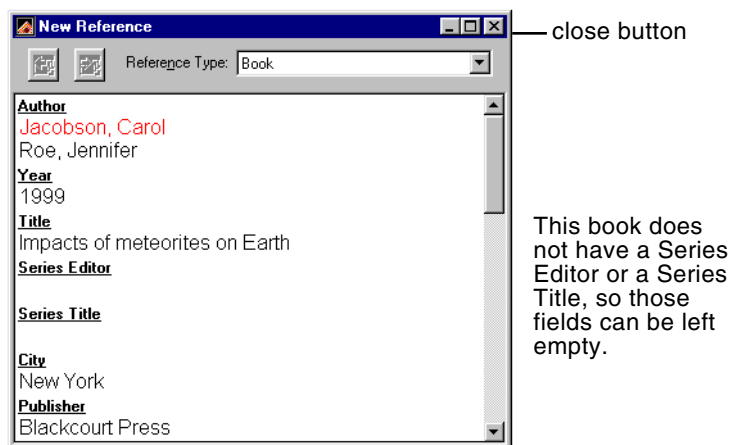 New Reference
close button
Reference Type: Book
Author
Jacobson, Carol
Roe, Jennifer
Year
1999
Title
Impacts of meteorites on Earth
Series Editor
Series Title
City
New York
Publisher
Blackcourt Press
This book does
not have a Series
Editor or a Series
Title, so those
fields can be left
empty.